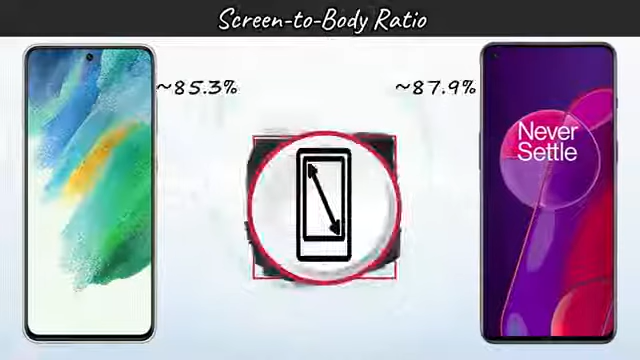 Screen-to-Body Ratio
~85.3%
~87.9%
Never
Settle